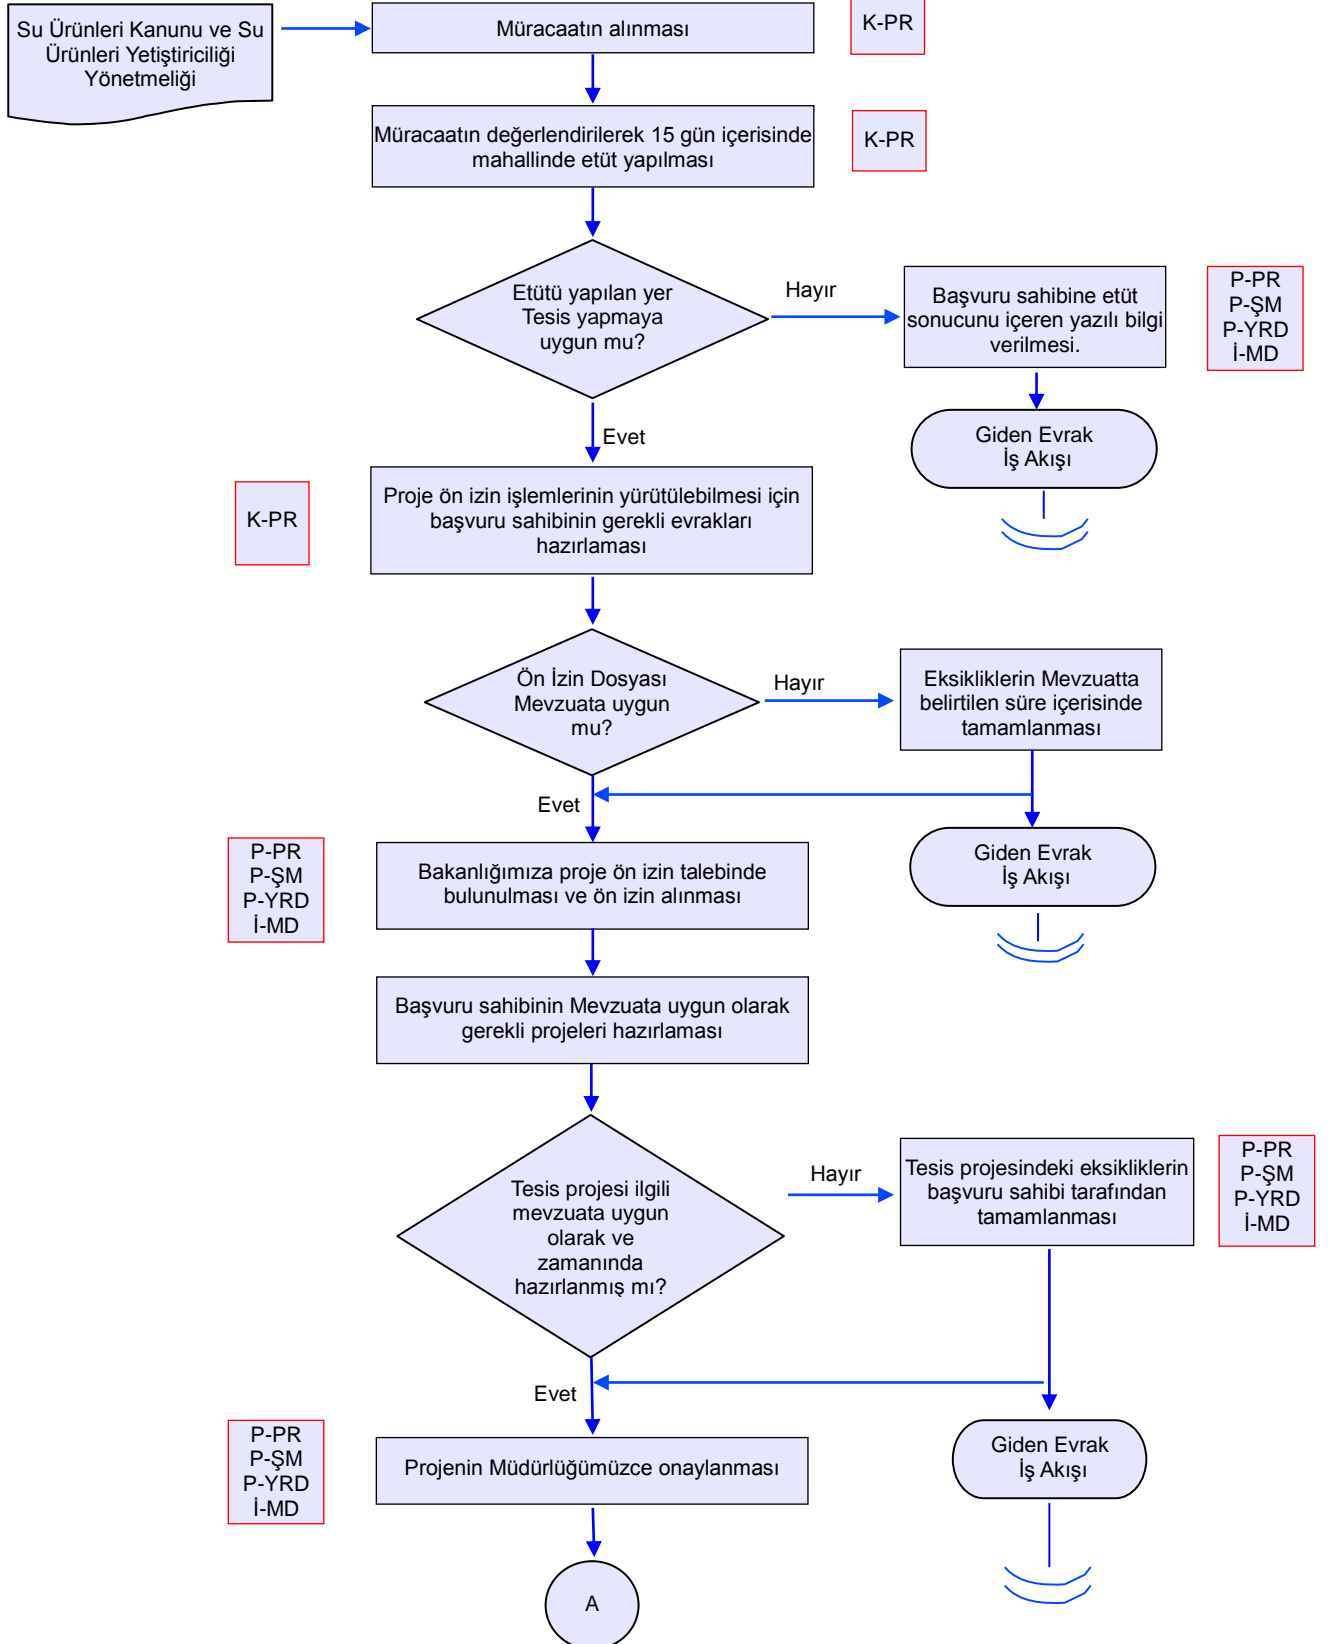 Su Ürünleri Kanunu ve Su
Ürünleri Yetiştiriciliği
Yönetmeliği
Müracaatın alınması
K-PR
Müracaatın değerlendirilerek 15 gün içerisinde
mahallinde etüt yapılması
K-PR
Etütü yapılan yer
Tesis yapmaya
uygun mu?
Hayır
Başvuru sahibine etüt
sonucunu içeren yazılı bilgi
verilmesi.
P-PR
P-ŞM
P-YRD
İ-MD
Giden Evrak
İş Akışı
Evet
K-PR
Proje ön izin işlemlerinin yürütülebilmesi için
başvuru sahibinin gerekli evrakları
hazırlaması
Ön İzin Dosyası
Mevzuata uygun
mu?
Hayır
Eksikliklerin Mevzuatta
belirtilen süre içerisinde
tamamlanması
Evet
Giden Evrak
İş Akışı
P-PR
P-ŞM
P-YRD
İ-MD
Bakanlığımıza proje ön izin talebinde
bulunulması ve ön izin alınması
Başvuru sahibinin Mevzuata uygun olarak
gerekli projeleri hazırlaması
Tesis projesi ilgili
mevzuata uygun
olarak ve
zamanında
hazırlanmış mı?
Hayır
Tesis projesindeki eksikliklerin
başvuru sahibi tarafından
tamamlanması
P-PR
P-ŞM
P-YRD
İ-MD
Evet
P-PR
P-ŞM
P-YRD
İ-MD
Projenin Müdürlüğümüzce onaylanması
Giden Evrak
İş Akışı
A